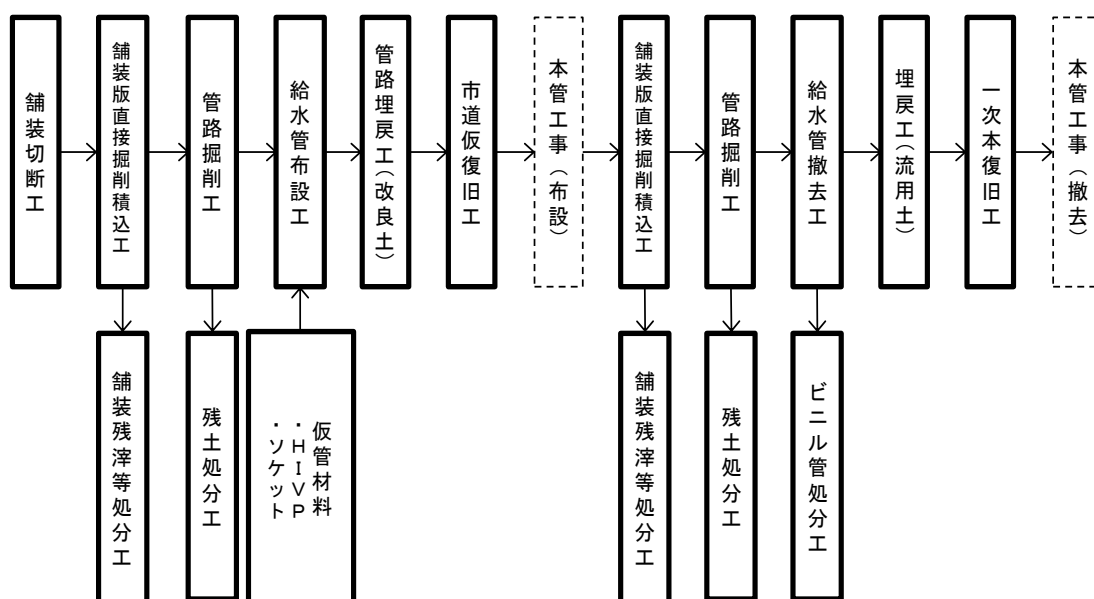 舗装切断工
舗装版直接掘削積込工
管路掘削工
給水管布設工
管路埋戻工（改良土）
市道仮復旧工
本管工事（布設）
舗装版直接掘削積込工
管路掘削工
給水管撤去工
埋戻工（流用土）
一次本復旧工
本管工事（撤去）
舗装残滓等処分工
残土処分工
仮管材料
・ＨＩＶＰ
・ソケット
舗装残滓等処分工
残土処分工
ビニル管処分工